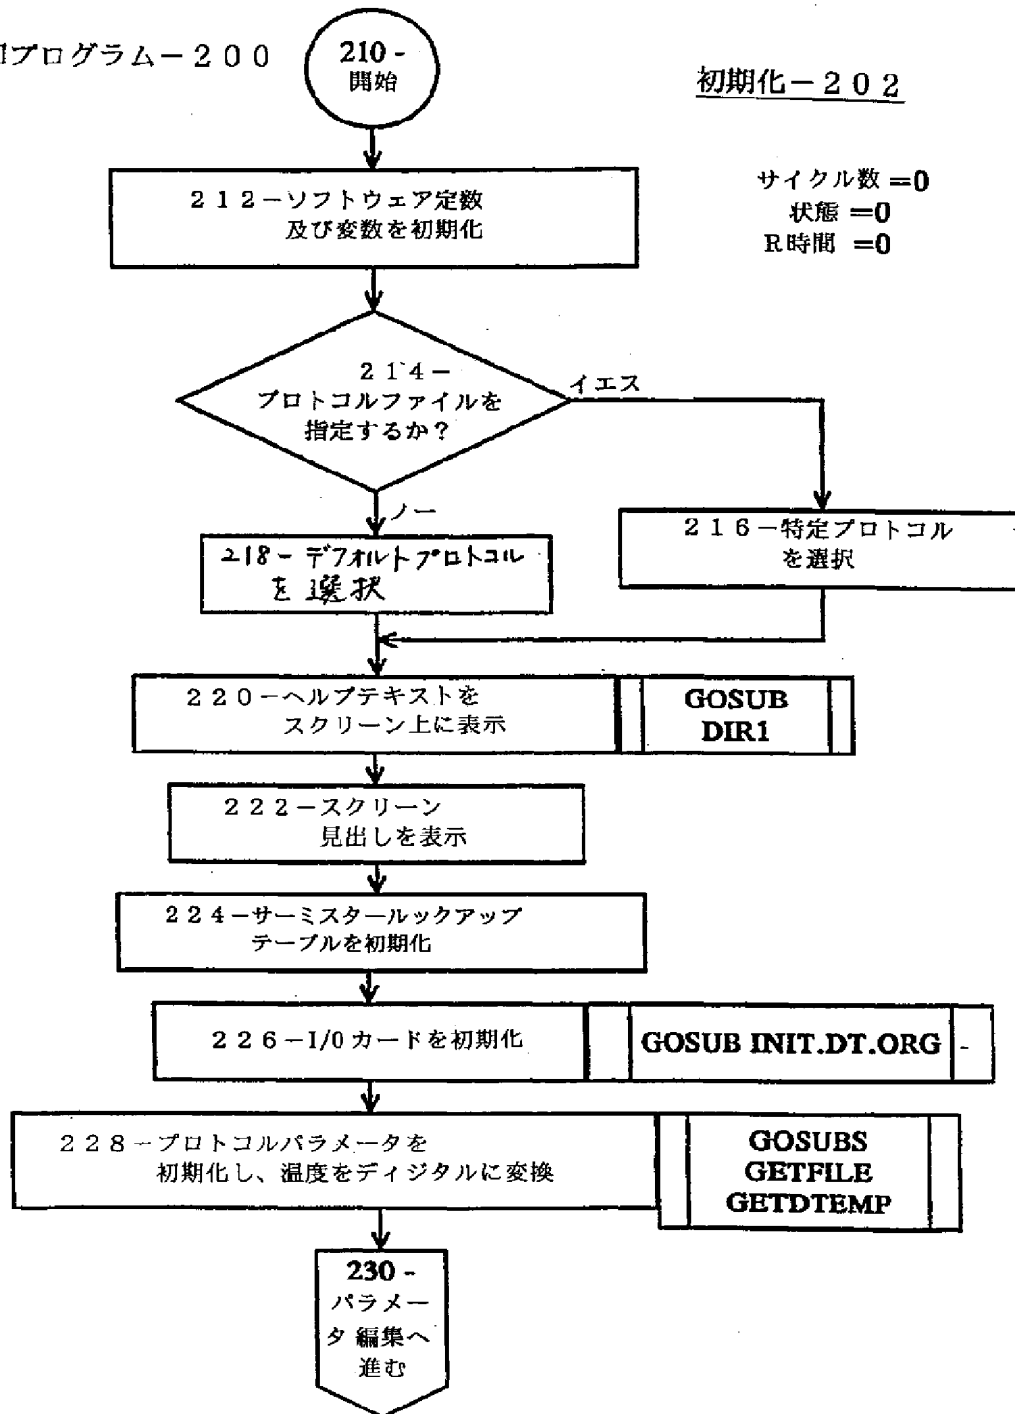 プログラム－２００
210 -
開始
初期化－２０２
サイクル数 =0
状態 =0
R時間 =0
２１２－ソフトウェア定数
及び変数を初期化
２１４－
プロトコルファイルを
指定するか？
イエス
ノー
２１６－特定プロトコル
を選択
218 - デフォルトプロトコル
を選択
２２０－ヘルプテキストを
スクリーン上に表示
GOSUB
DIR1
２２２－スクリーン
見出しを表示
２２４－サーミスタールックアップ
テーブルを初期化
２２６－I/0 カードを初期化
GOSUB INIT.DT.ORG
２２８－プロトコルパラメータを
初期化し、温度をディジタルに変換
GOSUBS
GETFILE
GETDTEMP
230 -
パラメー
タ 編集へ
進む